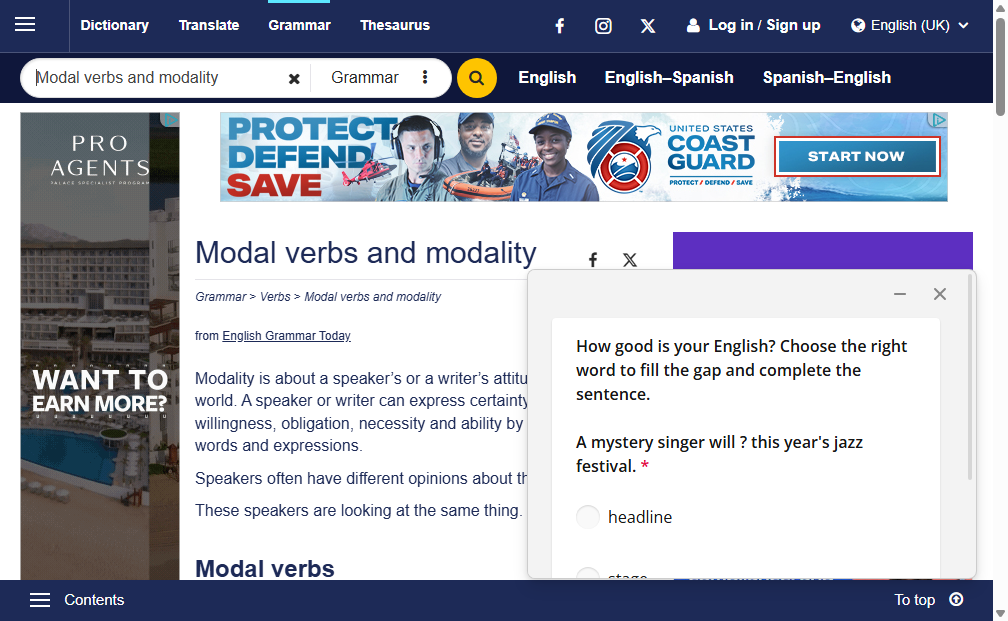 Dictionary Translate Grammar Thesaurus Log in / Sign up English (UK)
Modal verbs and modality Grammar English English–Spanish Spanish–English
PRO
AGENTS
PALACE SPECIALIST PROGRAM
WANT TO
EARN MORE?
PROTECT
DEFEND
SAVE
UNITED STATES
COAST
GUARD
PROTECT / DEFEND / SAVE
START NOW
Modal verbs and modality
Grammar > Verbs > Modal verbs and modality
from English Grammar Today
Modality is about a speaker’s or a writer’s attitu
world. A speaker or writer can express certainty
willingness, obligation, necessity and ability by
words and expressions.
Speakers often have different opinions about th
These speakers are looking at the same thing.
Modal verbs
How good is your English? Choose the right
word to fill the gap and complete the
sentence.
A mystery singer will ? this year's jazz
festival. *
headline
stage
Contents To top